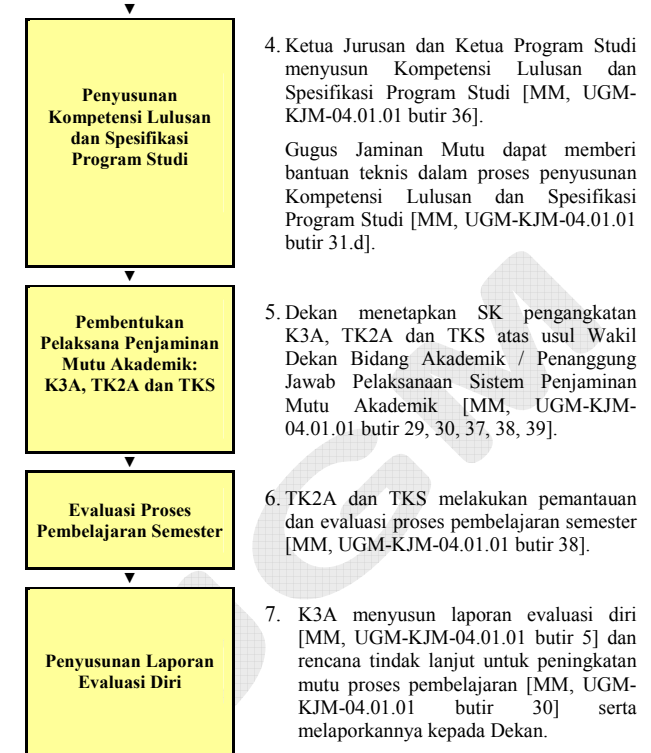 Penyusunan
Kompetensi Lulusan
dan Spesifikasi
Program Studi
4. Ketua Jurusan dan Ketua Program Studi
menyusun Kompetensi Lulusan dan
Spesifikasi Program Studi [MM, UGM-
KJM-04.01.01 butir 36].
Gugus Jaminan Mutu dapat memberi
bantuan teknis dalam proses penyusunan
Kompetensi Lulusan dan Spesifikasi
Program Studi [MM, UGM-KJM-04.01.01
butir 31.d].
Pembentukan
Pelaksana Penjaminan
Mutu Akademik:
K3A, TK2A dan TKS
5. Dekan menetapkan SK pengangkatan
K3A, TK2A dan TKS atas usul Wakil
Dekan Bidang Akademik / Penanggung
Jawab Pelaksanaan Sistem Penjaminan
Mutu Akademik [MM, UGM-KJM-
04.01.01 butir 29, 30, 37, 38, 39].
Evaluasi Proses
Pembelajaran Semester
6. TK2A dan TKS melakukan pemantauan
dan evaluasi proses pembelajaran semester
[MM, UGM-KJM-04.01.01 butir 38].
Penyusunan Laporan
Evaluasi Diri
7. K3A menyusun laporan evaluasi diri
[MM, UGM-KJM-04.01.01 butir 5] dan
rencana tindak lanjut untuk peningkatan
mutu proses pembelajaran [MM, UGM-
KJM-04.01.01 butir 30] serta
melaporkannya kepada Dekan.
UGM